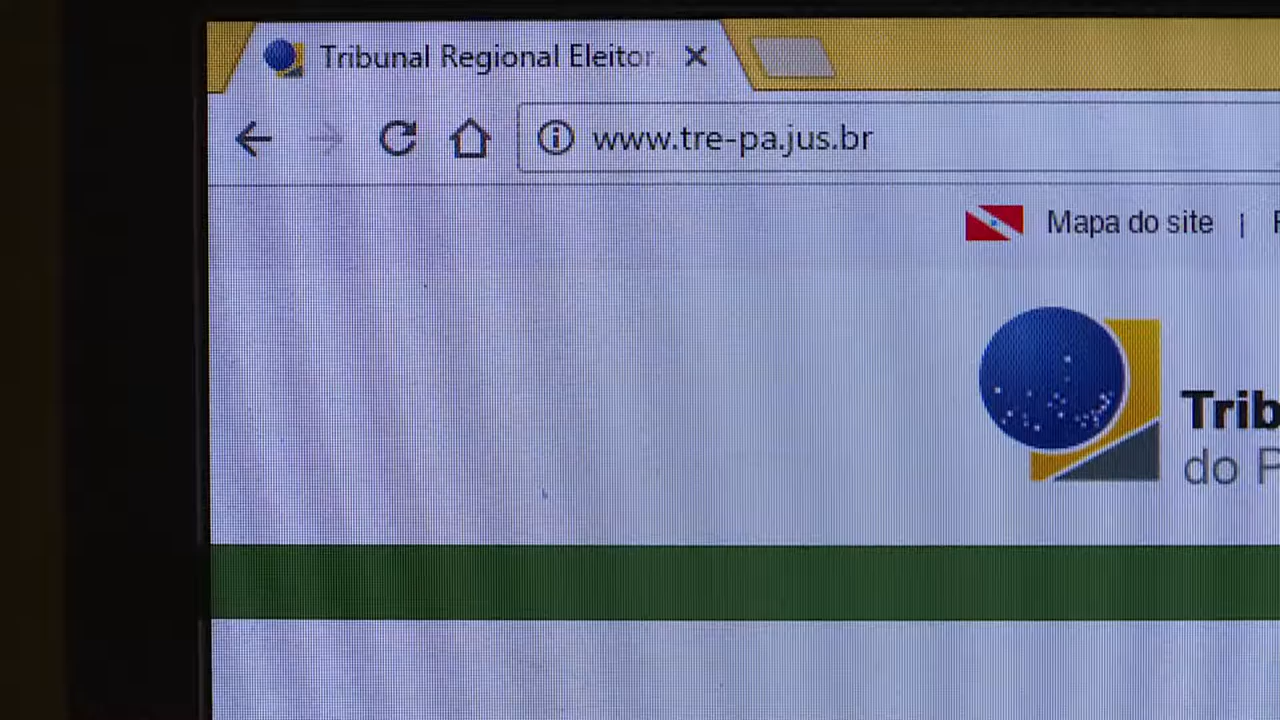 Tribunal Regional Eleitor
www.tre-pa.jus.br
Mapa do site |
Trib
do P